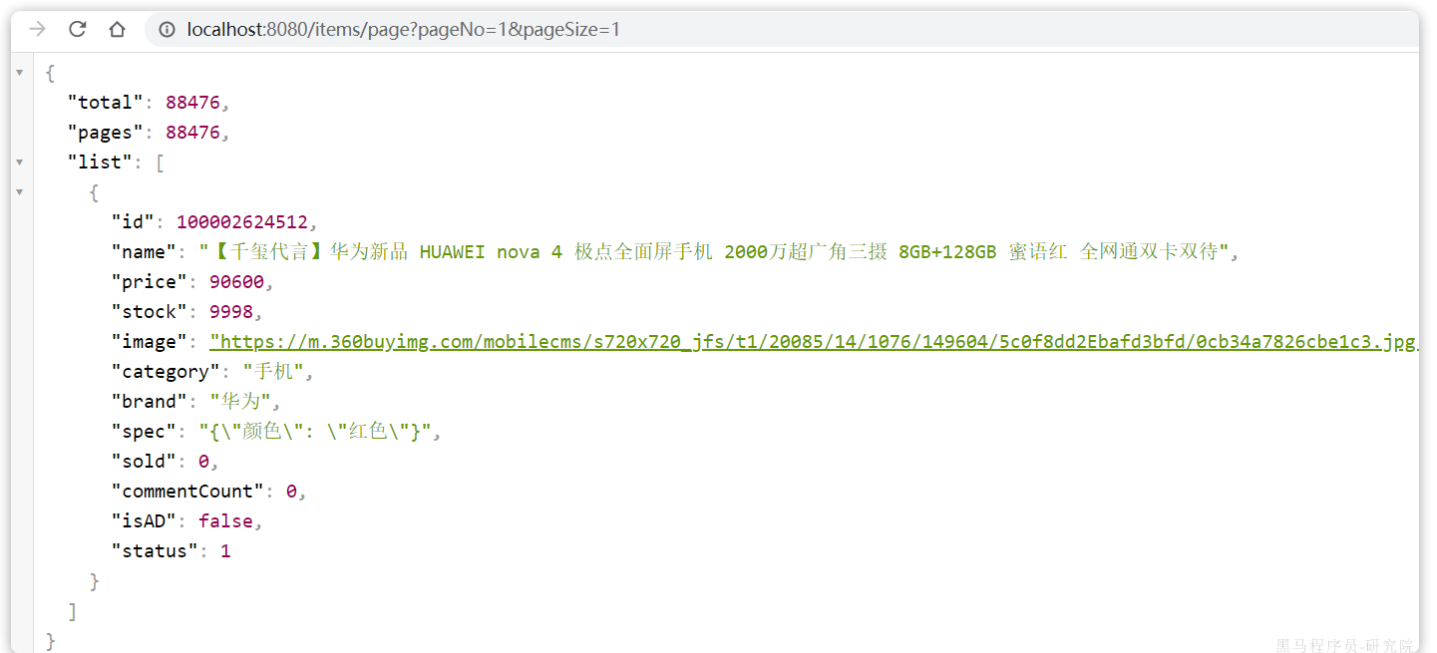 localhost:8080/items/page?pageNo=1&pageSize=1
{
"total": 88476,
"pages": 88476,
"list": [
{
"id": 100002624512,
"name": "【千玺代言】华为新品 HUAWEI nova 4 极点全面屏手机 2000万超广角三摄 8GB+128GB 蜜语红 全网通双卡双待",
"price": 90600,
"stock": 9998,
"image": "https://m.360buyimg.com/mobilecms/s720x720_jfs/t1/20085/14/1076/149604/5c0f8dd2Ebafd3bfd/0cb34a7826cbe1c3.jpg
"category": "手机",
"brand": "华为",
"spec": "{\"颜色\": \"红色\"}",
"sold": 0,
"commentCount": 0,
"isAD": false,
"status": 1
}
]
}
黑马程序员-研究院